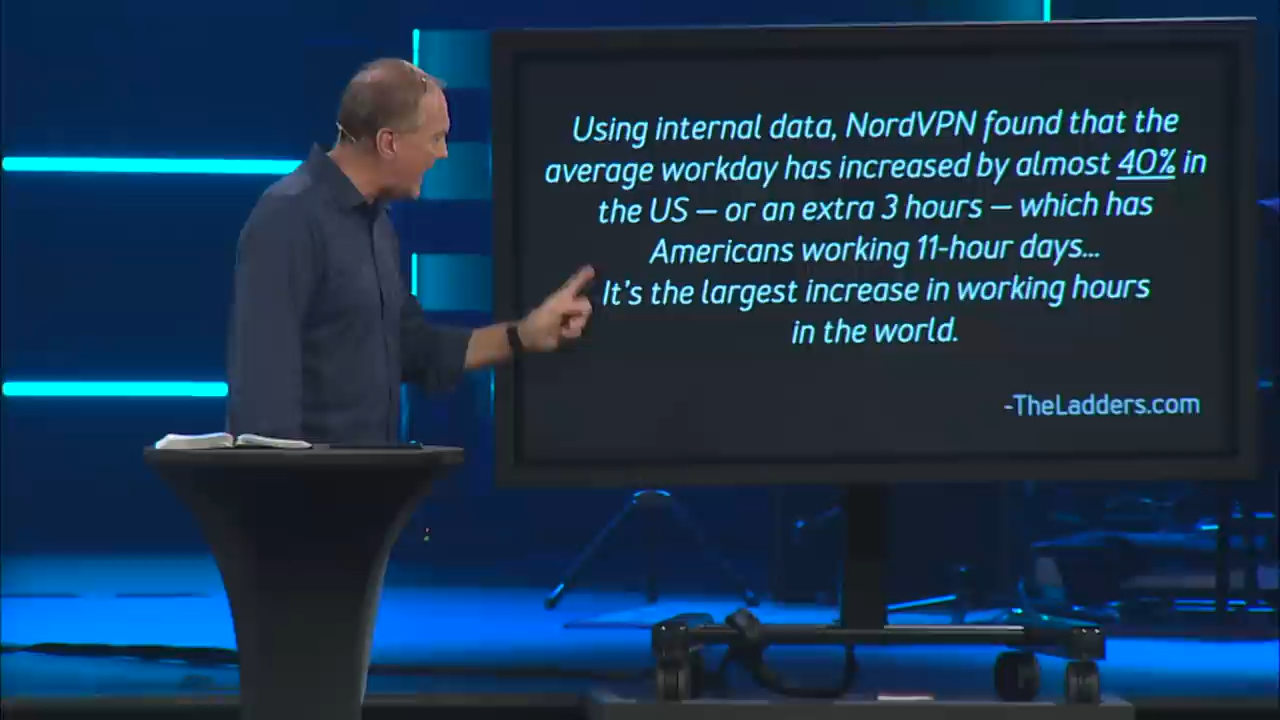 Using internal data, NordVPN found that the
average workday has increased by almost 40% in
the US – or an extra 3 hours – which has
Americans working 11-hour days...
It's the largest increase in working hours
in the world.
-TheLadders.com